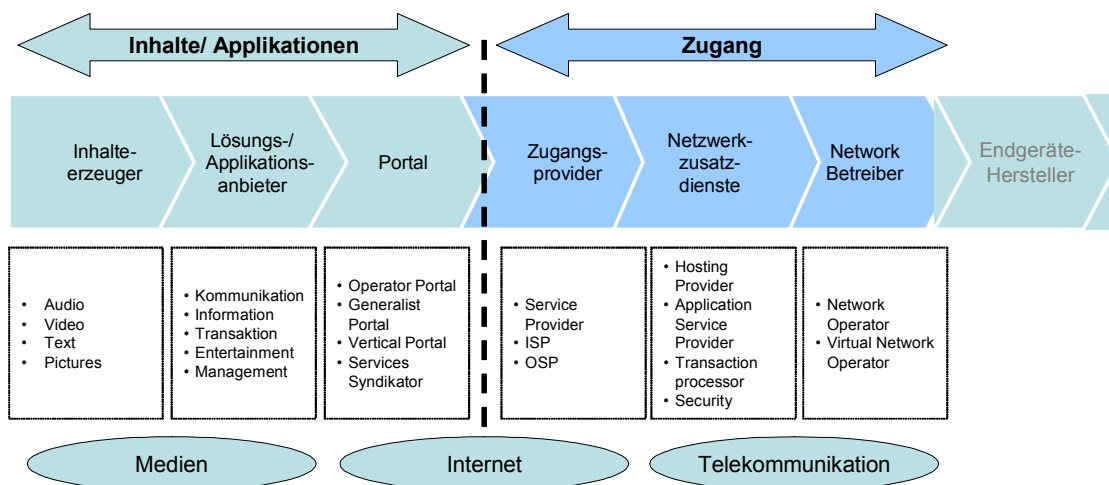 Inhalte/ Applikationen
Zugang
Inhalte-
erzeuger
Lösungs-/
Applikations-
anbieter
Portal
Zugangs-
provider
Netzwerk-
zusatz-
dienste
Network
Betreiber
Endgeräte-
Hersteller
• Audio
• Video
• Text
• Pictures
• Kommunikation
• Information
• Transaktion
• Entertainment
• Management
• Operator Portal
• Generalist
Portal
• Vertical Portal
• Services
Syndikator
• Service
Provider
• ISP
• OSP
• Hosting
Provider
• Application
Service
Provider
• Transaction
processor
• Security
• Network
Operator
• Virtual Network
Operator
Medien
Internet
Telekommunikation